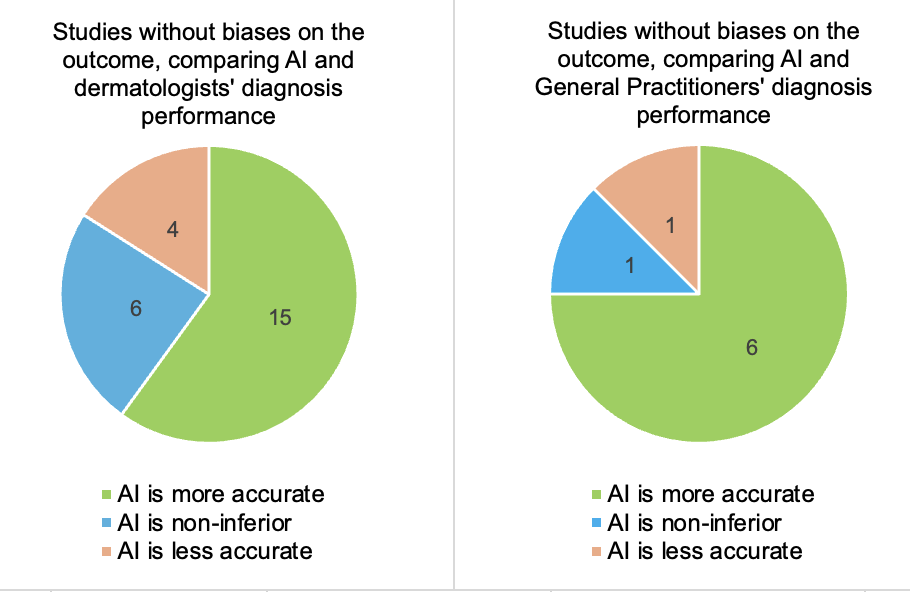 Studies without biases on the
outcome, comparing AI and
dermatologists' diagnosis
performance
4
6
15
AI is more accurate
AI is non-inferior
AI is less accurate
Studies without biases on the
outcome, comparing AI and
General Practitioners' diagnosis
performance
1
1
6
AI is more accurate
AI is non-inferior
AI is less accurate